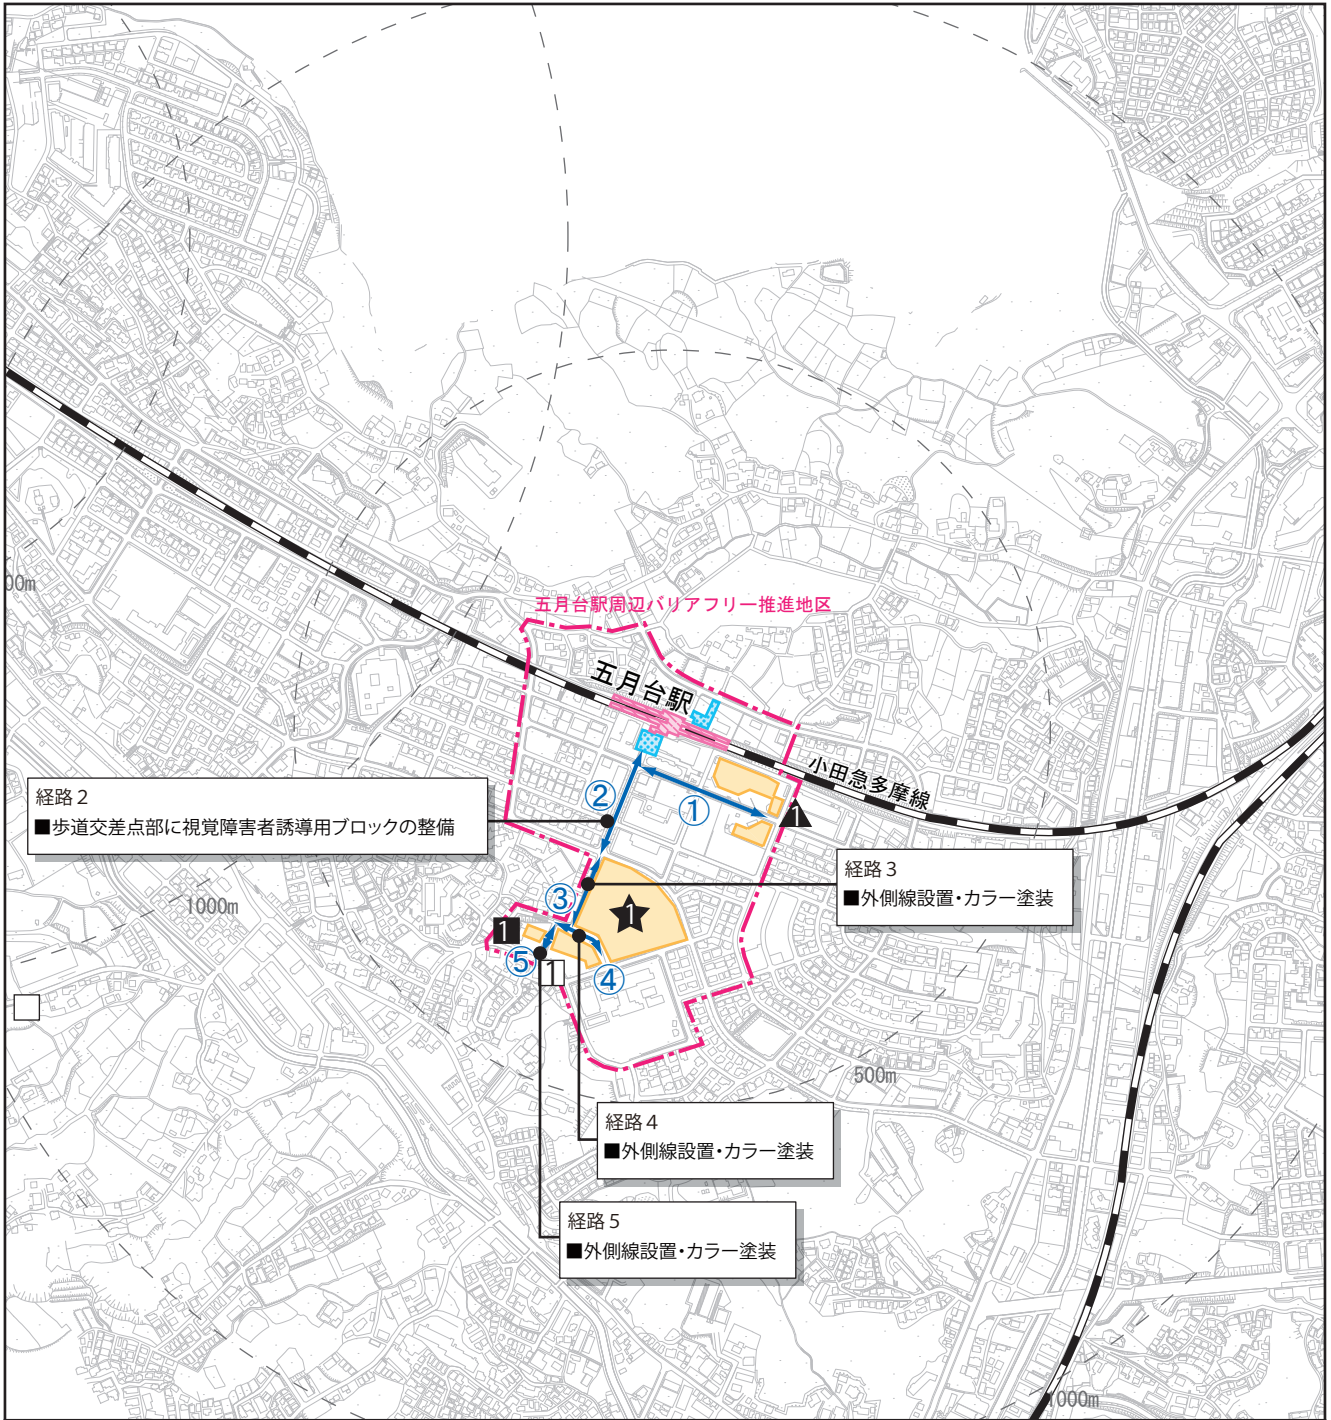 00m
五月台駅周辺バリアフリー推進地区
五月台駅
小田急多摩線
②
①
1
経路2
■歩道交差点部に視覚障害者誘導用ブロックの整備
経路3
■外側線設置・カラー塗装
1000m
③
1
1
⑤
1
④
500m
経路4
■外側線設置・カラー塗装
経路5
■外側線設置・カラー塗装
1000m